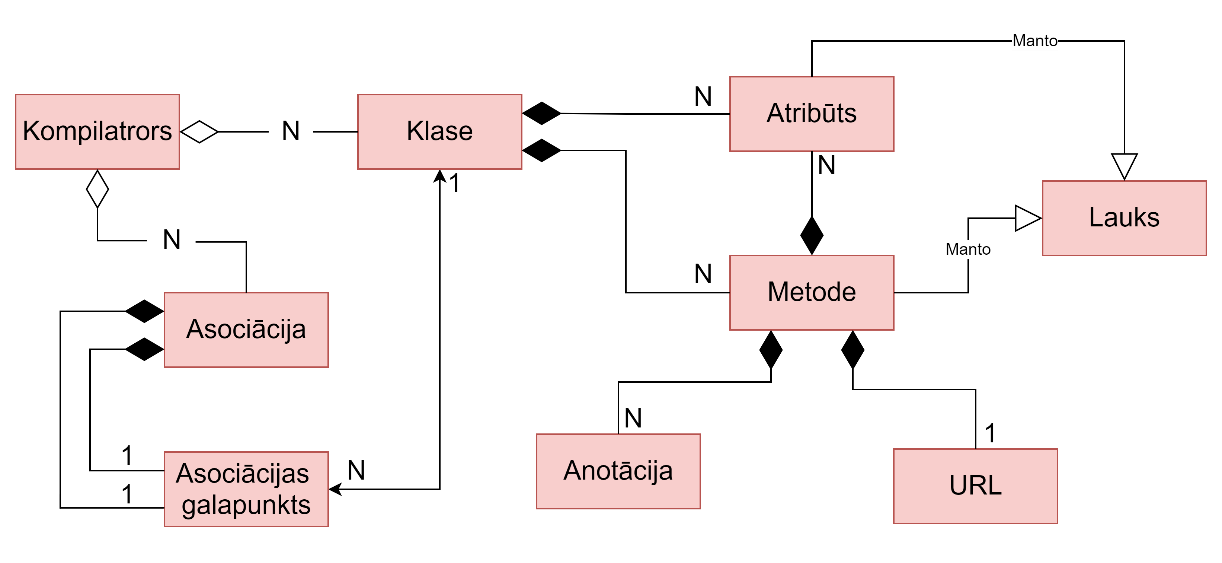 Manto
Kompilatrors
N
Klase
N
Atribūts
N
1
Lauks
N
Manto
N
Metode
Asociācija
N
1
1
1
Asociācijas
galapunkts
N
Anotācija
URL